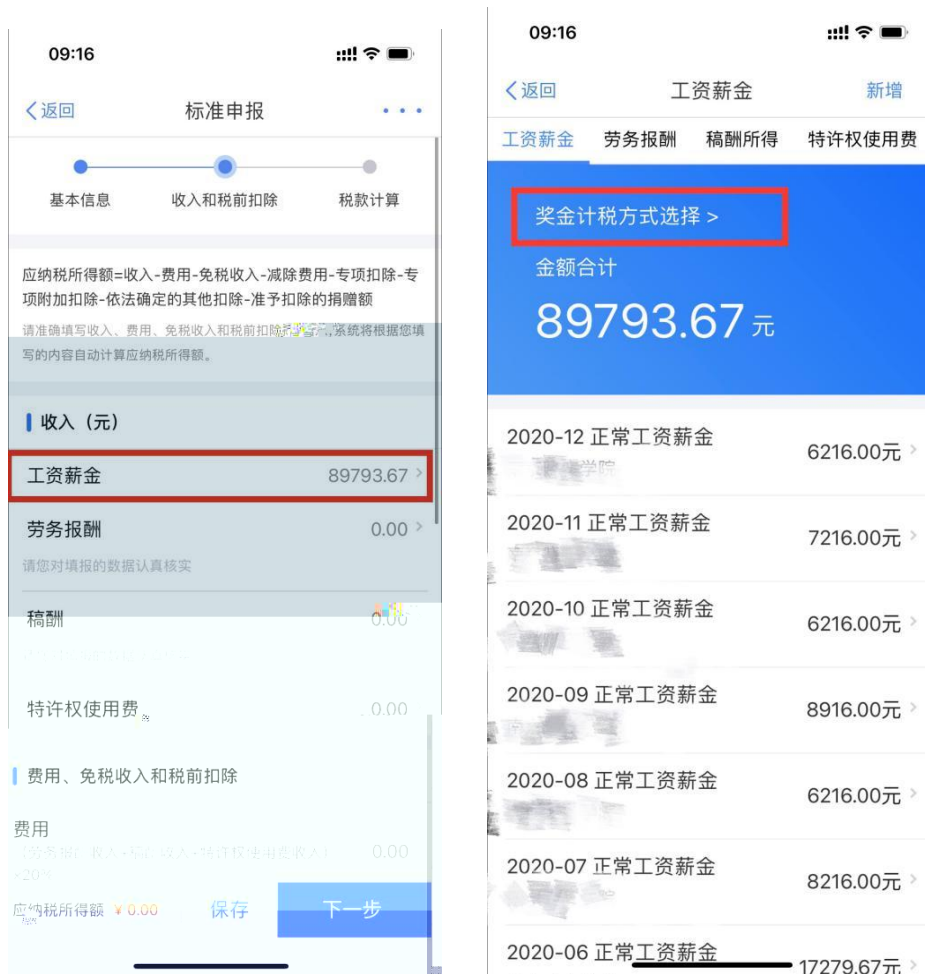 09:16
返回
标准申报
基本信息
收入和税前扣除
税款计算
应纳税所得额=收入-费用-免税收入-减除费用-专项扣除-专
项附加扣除-依法确定的其他扣除-准予扣除的捐赠额
请准确填写收入、费用、免税收入和税前扣除 系统将根据您填
写的内容自动计算应纳税所得额。
收入（元）
工资薪金 89793.67
劳务报酬 0.00
请您对填报的数据认真核实
稿酬 0.00
特许权使用费 0.00
费用、免税收入和税前扣除
费用
0.00
×20%
应纳税所得额 ¥0.00
保存
下一步
09:16
返回
工资薪金
新增
工资薪金 劳务报酬 稿酬所得 特许权使用费
奖金计税方式选择 >
金额合计
89793.67 元
2020-12 正常工资薪金 6216.00元
学院
2020-11 正常工资薪金 7216.00元
2020-10 正常工资薪金 6216.00元
2020-09 正常工资薪金 8916.00元
2020-08 正常工资薪金 6216.00元
2020-07 正常工资薪金 8216.00元
2020-06 正常工资薪金 17279.67元